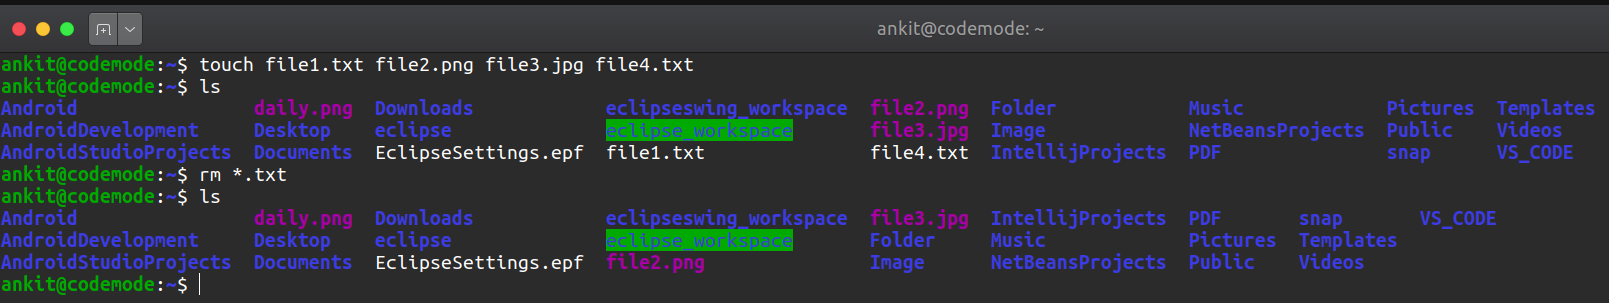 ankit@codemode: ~
ankit@codemode:~$ touch file1.txt file2.png file3.jpg file4.txt
ankit@codemode:~$ ls
Android daily.png Downloads eclipseswing_workspace file2.png Folder Music Pictures Templates
AndroidDevelopment Desktop eclipse eclipse_workspace file3.jpg Image NetBeansProjects Public Videos
AndroidStudioProjects Documents EclipseSettings.epf file1.txt file4.txt IntellijProjects PDF snap VS_CODE
ankit@codemode:~$ rm *.txt
ankit@codemode:~$ ls
Android daily.png Downloads eclipseswing_workspace file3.jpg IntellijProjects PDF snap VS_CODE
AndroidDevelopment Desktop eclipse eclipse_workspace Folder Music Pictures Templates
AndroidStudioProjects Documents EclipseSettings.epf file2.png Image NetBeansProjects Public Videos
ankit@codemode:~$